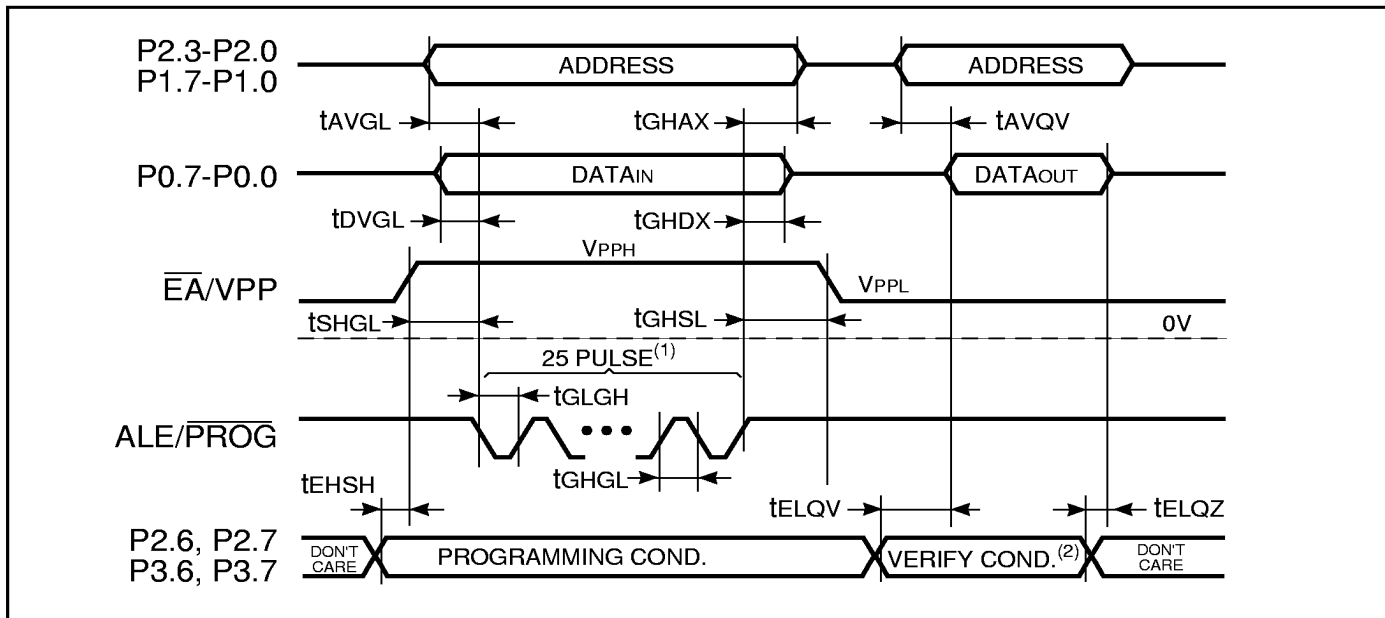 P2.3-P2.0
P1.7-P1.0
ADDRESS
ADDRESS
tAVGL
tGHAX
tAVQV
P0.7-P0.0
DATAIN
DATAOUT
tDVGL
tGHDX
VPPH
EA/VPP
VPPL
tSHGL
tGHSL
0V
25 PULSE(1)
tGLGH
ALE/PROG
tGHGL
tEHSH
tELQV
tELQZ
P2.6, P2.7
P3.6, P3.7
DON'T
CARE
PROGRAMMING COND.
VERIFY COND.(2)
DON'T
CARE